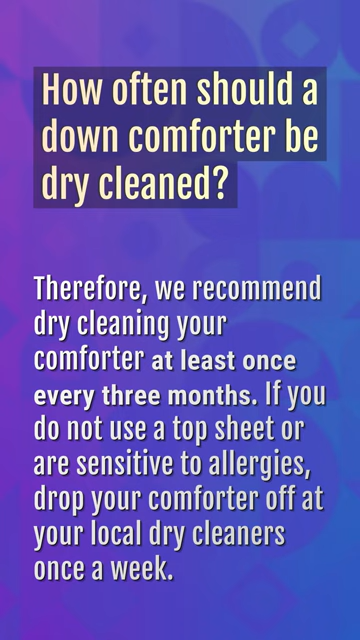 How often should a
down comforter be
dry cleaned?
Therefore, we recommend
dry cleaning your
comforter at least once
every three months. If you
do not use a top sheet or
are sensitive to allergies,
drop your comforter off at
your local dry cleaners
once a week.